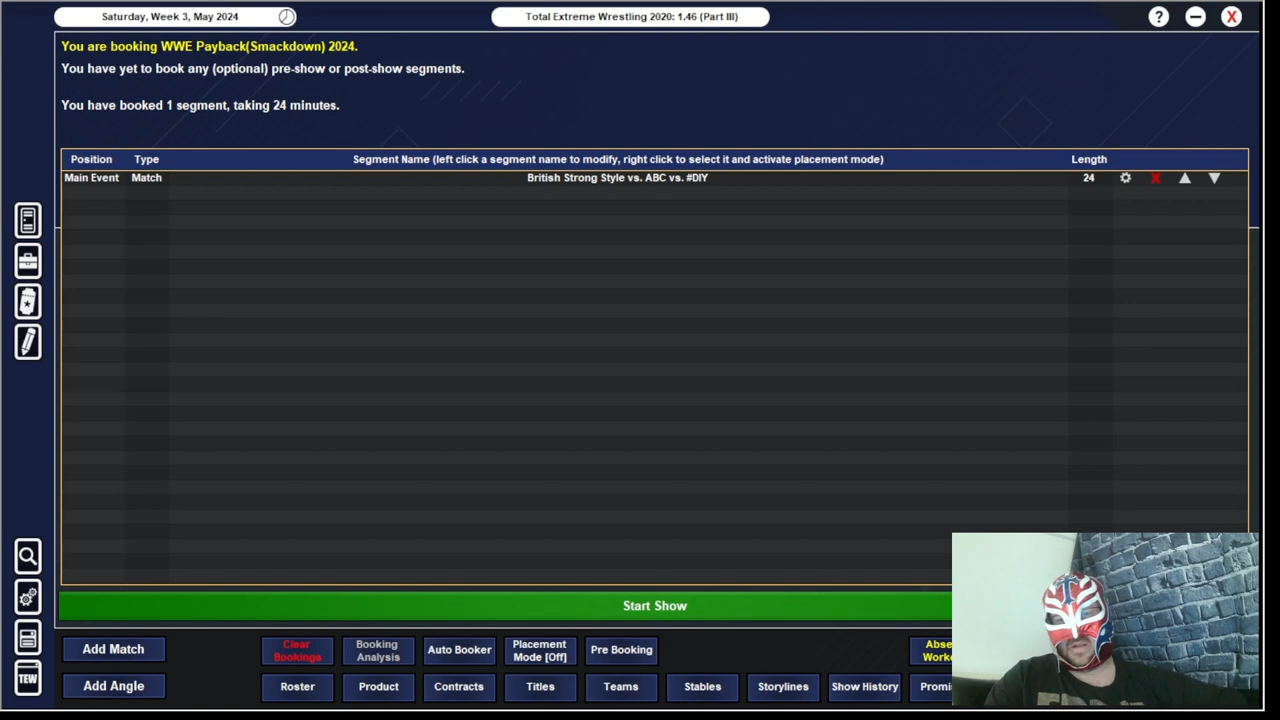 Saturday, Week 3, May 2024
Total Extreme Wrestling 2020: 1.46 (Part III)
?
X
You are booking WWE Payback(Smackdown) 2024.
You have yet to book any (optional) pre-show or post-show segments.
You have booked 1 segment, taking 24 minutes.
Position Type Segment Name (left click a segment name to modify, right click to select it and activate placement mode) Length
Main Event Match British Strong Style vs. ABC vs. #DIY 24 X
Start Show
Add Match
Clear Bookings
Booking Analysis
Auto Booker
Placement Mode [Off]
Pre Booking
Abse
Work
TEW
Add Angle
Roster
Product
Contracts
Titles
Teams
Stables
Storylines
Show History
Promi